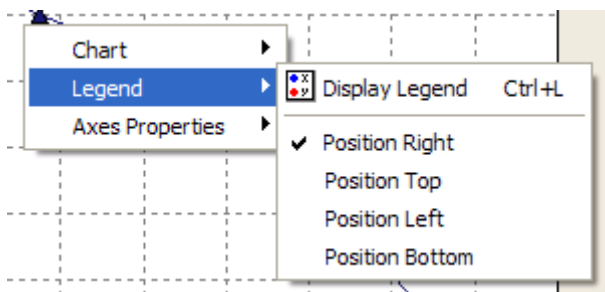 Chart
Legend
Axes Properties
Display Legend Ctrl+L
Position Right
Position Top
Position Left
Position Bottom